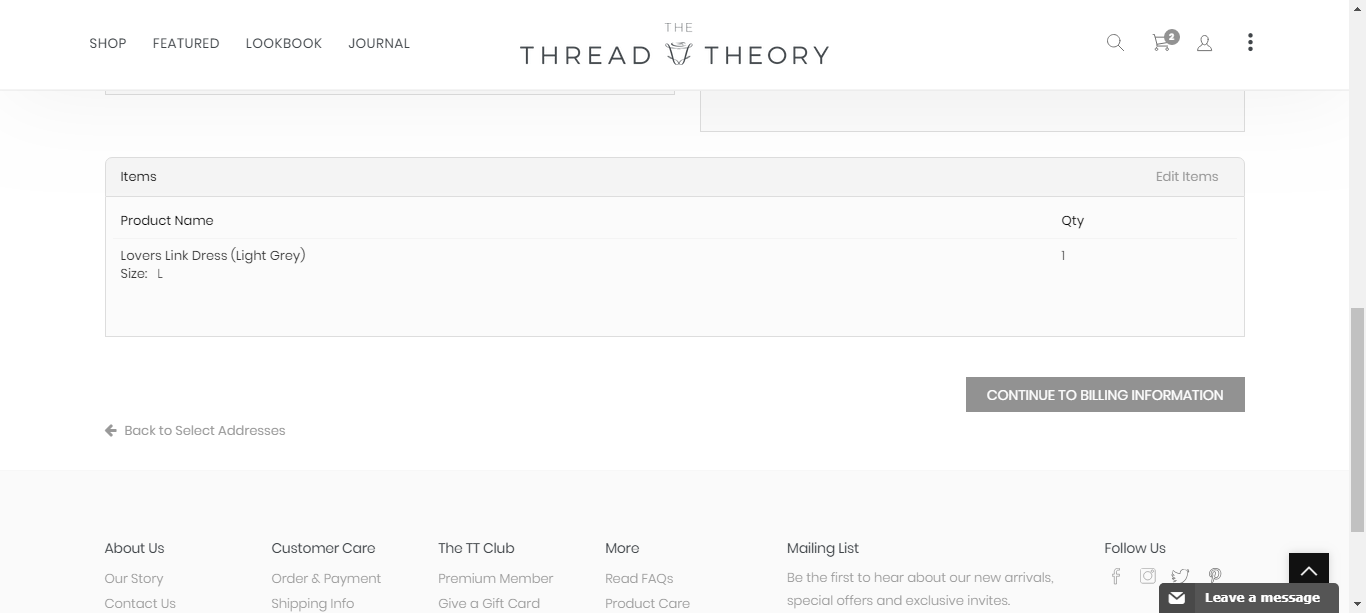 SHOP FEATURED LOOKBOOK JOURNAL
THE
THREAD THEORY
2
Items Edit Items
Product Name Qty
Lovers Link Dress (Light Grey) 1
Size: L
CONTINUE TO BILLING INFORMATION
Back to Select Addresses
About Us Customer Care The TT Club More Mailing List Follow Us
Our Story Order & Payment Premium Member Read FAQs Be the first to hear about our new arrivals,
Contact Us Shipping Info Give a Gift Card Product Care special offers and exclusive invites.
Leave a message